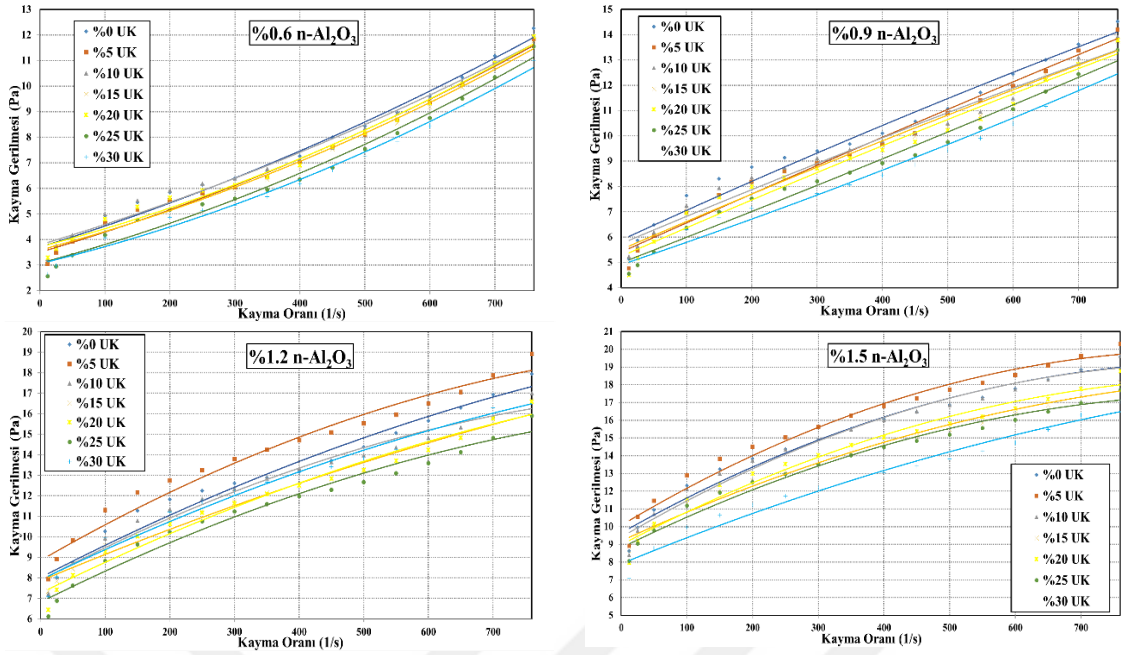 %0.6 n-Al₂O₃
%0 UK
%5 UK
%10 UK
%15 UK
%20 UK
%25 UK
%30 UK
Kayma Gerilmesi (Pa)
13
12
11
10
9
8
7
6
5
4
3
2
0 100 200 300 400 500 600 700
Kayma Oranı (1/s)
%0.9 n-Al₂O₃
%0 UK
%5 UK
%10 UK
%15 UK
%20 UK
%25 UK
%30 UK
Kayma Gerilmesi (Pa)
15
14
13
12
11
10
9
8
7
6
5
4
3
0 100 200 300 400 500 600 700
Kayma Oranı (1/s)
%1.2 n-Al₂O₃
%0 UK
%5 UK
%10 UK
%15 UK
%20 UK
%25 UK
%30 UK
Kayma Gerilmesi (Pa)
20
19
18
17
16
15
14
13
12
11
10
9
8
7
6
0 100 200 300 400 500 600 700
Kayma Oranı (1/s)
%1.5 n-Al₂O₃
%0 UK
%5 UK
%10 UK
%15 UK
%20 UK
%25 UK
%30 UK
Kayma Gerilmesi (Pa)
21
20
19
18
17
16
15
14
13
12
11
10
9
8
7
6
5
0 100 200 300 400 500 600 700
Kayma Oranı (1/s)